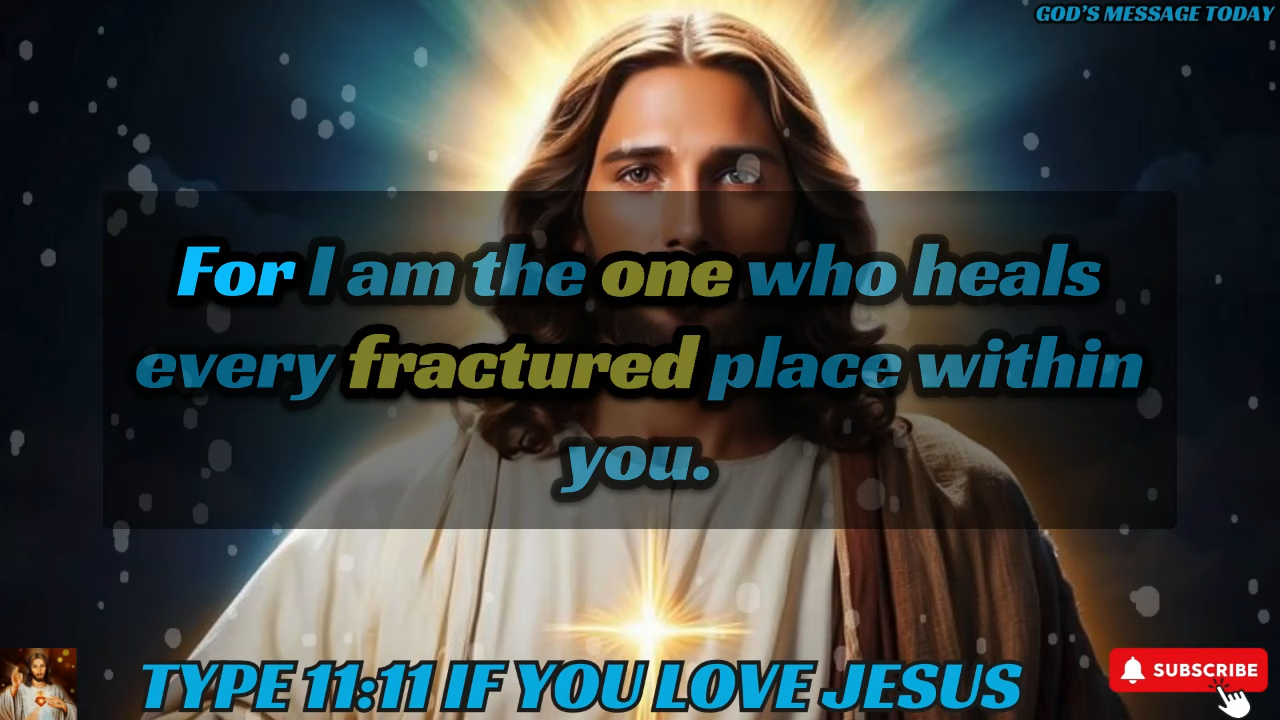 GOD'S MESSAGE TODAY
For I am the one who heals
every fractured place within
you.
TYPE 11:11 IF YOU LOVE JESUS
SUBSCRIBE